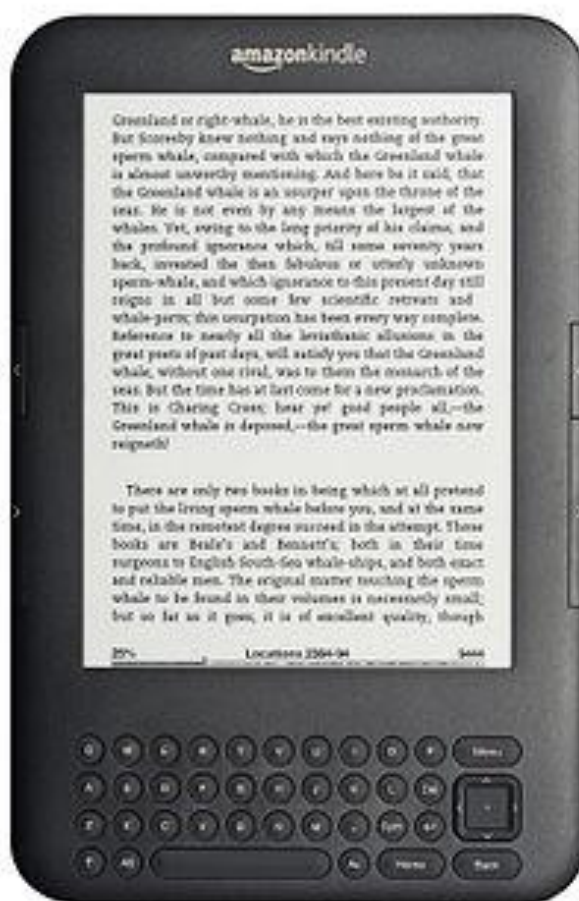 amazonkindle
Greenland or right-whale, he is the best existing authority.
But Scoresby knew nothing and says nothing of the great
sperm whale, compared with which the Greenland whale
is almost unworthy mentioning. And here be it said, that
the Greenland whale is an usurper upon the throne of the
seas. He is not even by any means the largest of the
whales. Yet, owing to the long priority of his claims, and
the profound ignorance which, till some seventy years
back, invested the then fabulous or utterly unknown
sperm-whale, and which ignorance to this present day still
reigns in all but some few scientific retreats and
whale-ports; this usurpation has been every way complete.
Reference to nearly all the leviathanic allusions in the
great poets of past days, will satisfy you that the Greenland
whale, without one rival, was to them the monarch of the
seas. But the time has at last come for a new proclamation.
This is Charing Cross; hear ye! good people all,—the
Greenland whale is deposed,—the great sperm whale now
reigneth!
There are only two books in being which at all pretend
to put the living sperm whale before you, and at the same
time, in the remotest degree succeed in the attempt. Those
books are Beale's and Bennett's; both in their time
surgeons to English South-Sea whale-ships, and both exact
and reliable men. The original matter touching the sperm
whale to be found in their volumes is necessarily small;
but so far as it goes, it is of excellent quality, though
Locations
Menu
Del
Sym
Alt
Aa
Home
Back